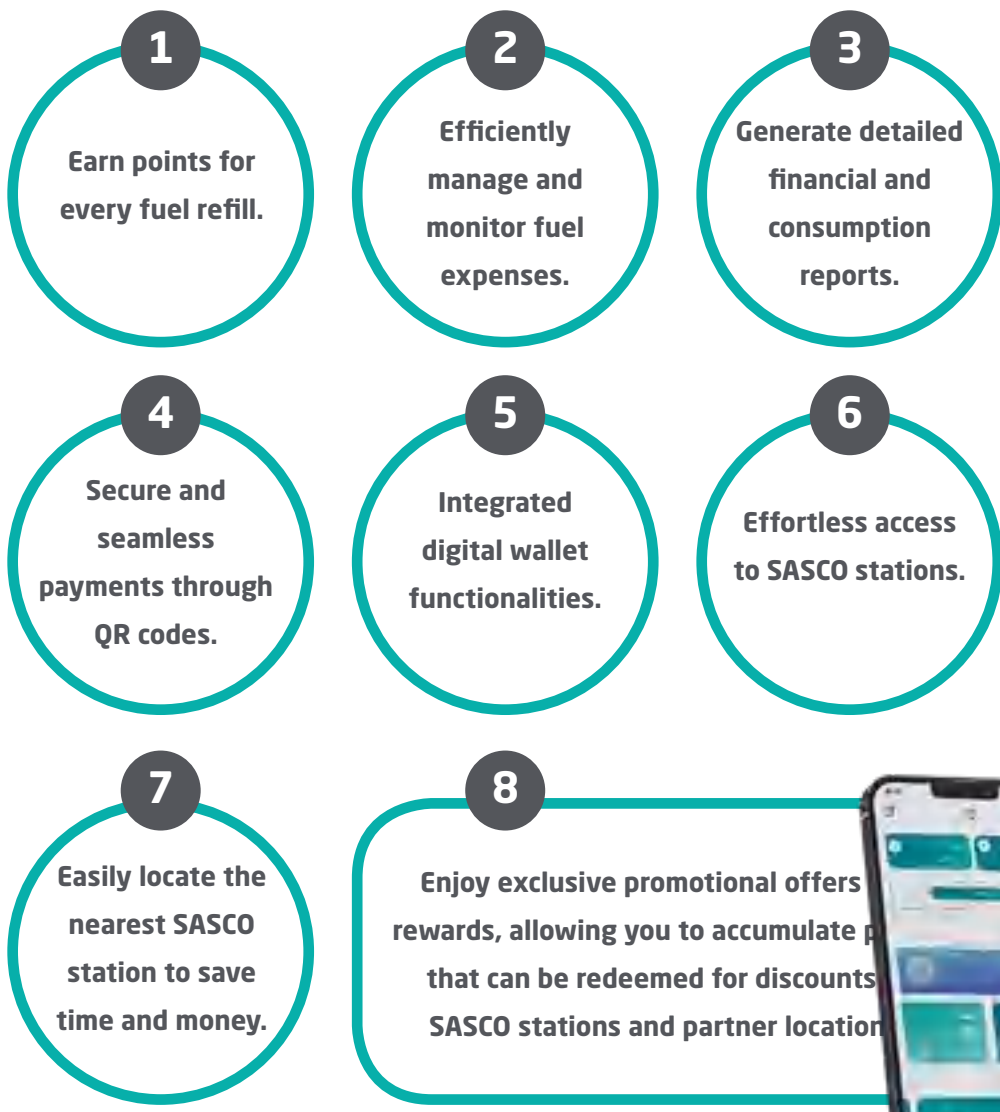 1
Earn points for
every fuel refill.
2
Efficiently
manage and
monitor fuel
expenses.
3
Generate detailed
financial and
consumption
reports.
4
Secure and
seamless
payments through
QR codes.
5
Integrated
digital wallet
functionalities.
6
Effortless access
to SASCO stations.
7
Easily locate the
nearest SASCO
station to save
time and money.
8
Enjoy exclusive promotional offers
rewards, allowing you to accumulate
that can be redeemed for discounts
SASCO stations and partner location